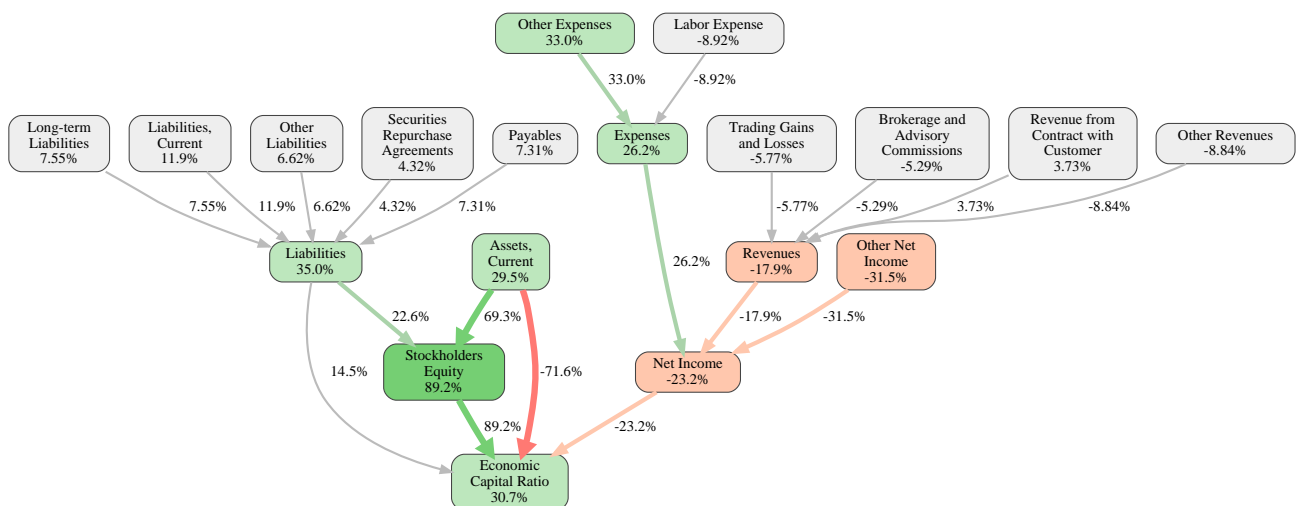 Other Expenses
33.0%
Labor Expense
-8.92%
33.0%
-8.92%
Long-term
Liabilities
7.55%
Liabilities,
Current
11.9%
Other
Liabilities
6.62%
Securities
Repurchase
Agreements
4.32%
Payables
7.31%
Expenses
26.2%
Trading Gains
and Losses
-5.77%
Brokerage and
Advisory
Commissions
-5.29%
Revenue from
Contract with
Customer
3.73%
Other Revenues
-8.84%
7.55%
11.9%
6.62%
4.32%
7.31%
-5.77%
-5.29%
3.73%
-8.84%
Liabilities
35.0%
Assets,
Current
29.5%
26.2%
Revenues
-17.9%
Other Net
Income
-31.5%
22.6%
69.3%
-17.9%
-31.5%
14.5%
Stockholders
Equity
89.2%
-71.6%
Net Income
-23.2%
89.2%
-23.2%
Economic
Capital Ratio
30.7%